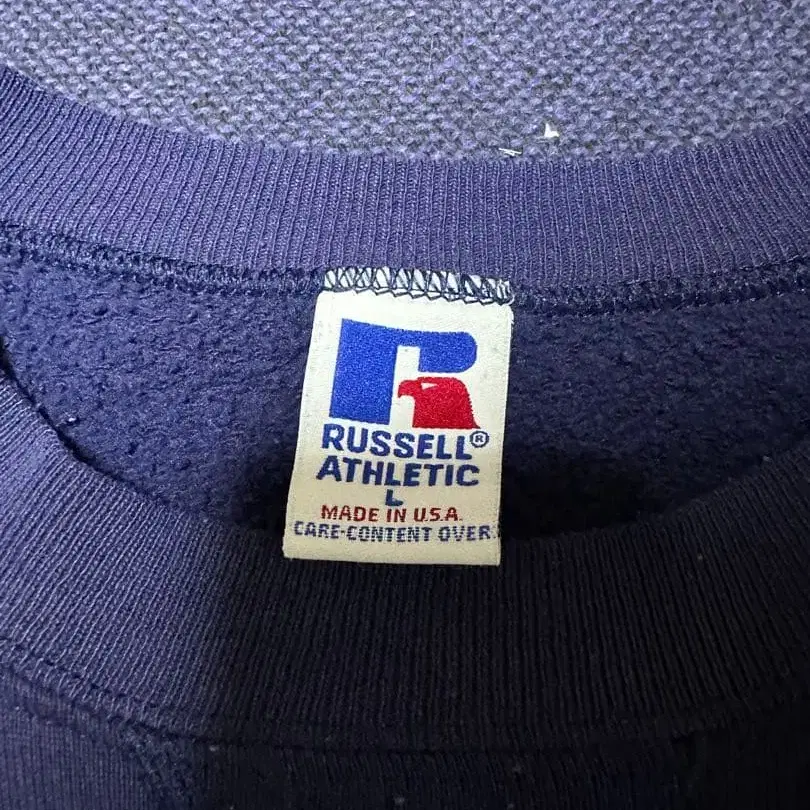 RUSSELL®
ATHLETIC
L
MADE IN U.S.A.
CARE-CONTENT OVER